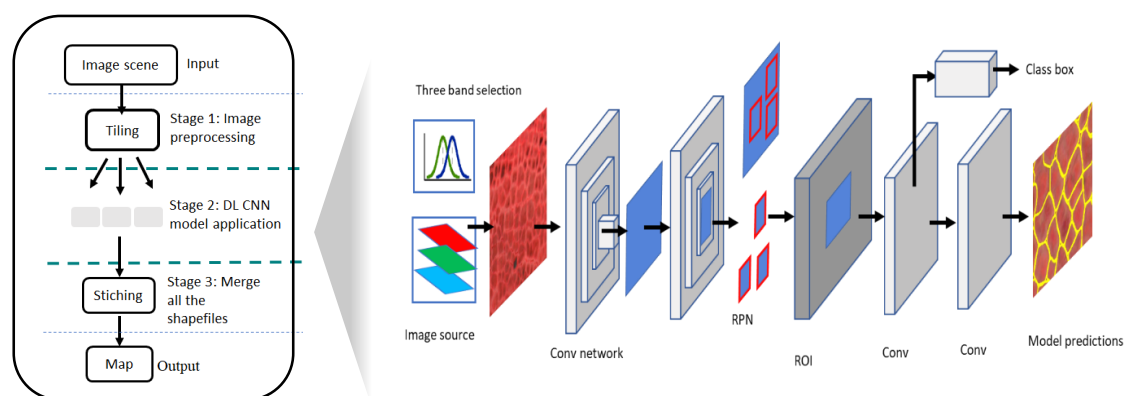 Image scene
Input
Tiling
Stage 1: Image
preprocessing
Stage 2: DL CNN
model application
Stiching
Stage 3: Merge
all the
shapefiles
Map
Output
Three band selection
Image source
Conv network
RPN
ROI
Conv
Conv
Class box
Model predictions